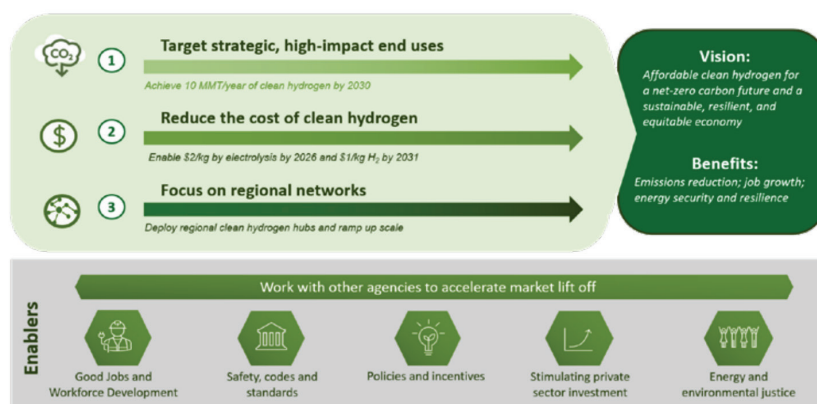 CO₂
1
Target strategic, high-impact end uses
Achieve 10 MMT/year of clean hydrogen by 2030
$
2
Reduce the cost of clean hydrogen
Enable $2/kg by electrolysis by 2026 and $1/kg H₂ by 2031
3
Focus on regional networks
Deploy regional clean hydrogen hubs and ramp up scale
Vision:
Affordable clean hydrogen for
a net-zero carbon future and a
sustainable, resilient, and
equitable economy
Benefits:
Emissions reduction; job growth;
energy security and resilience
Enablers
Work with other agencies to accelerate market lift off
Good Jobs and
Workforce Development
Safety, codes and
standards
Policies and incentives
Stimulating private
sector investment
Energy and
environmental justice